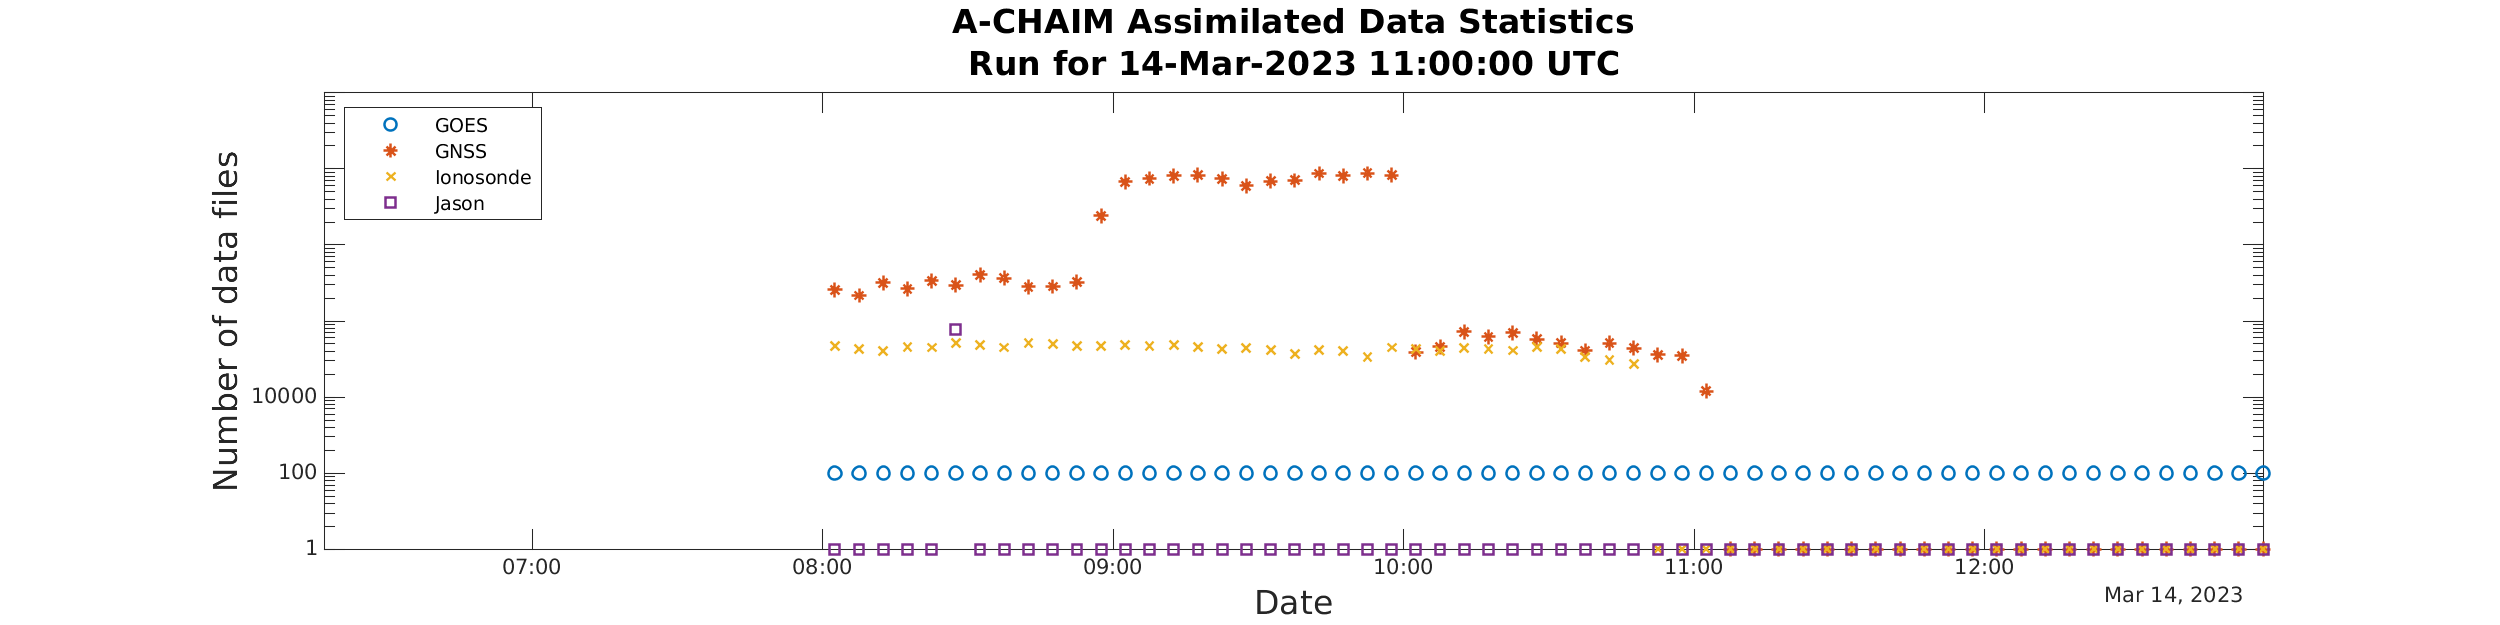 A-CHAIM Assimilated Data Statistics
Run for 14-Mar-2023 11:00:00 UTC
GOES
GNSS
Ionosonde
Jason
Number of data files
10000
100
1
07:00
08:00
09:00
10:00
11:00
12:00
Date
Mar 14, 2023